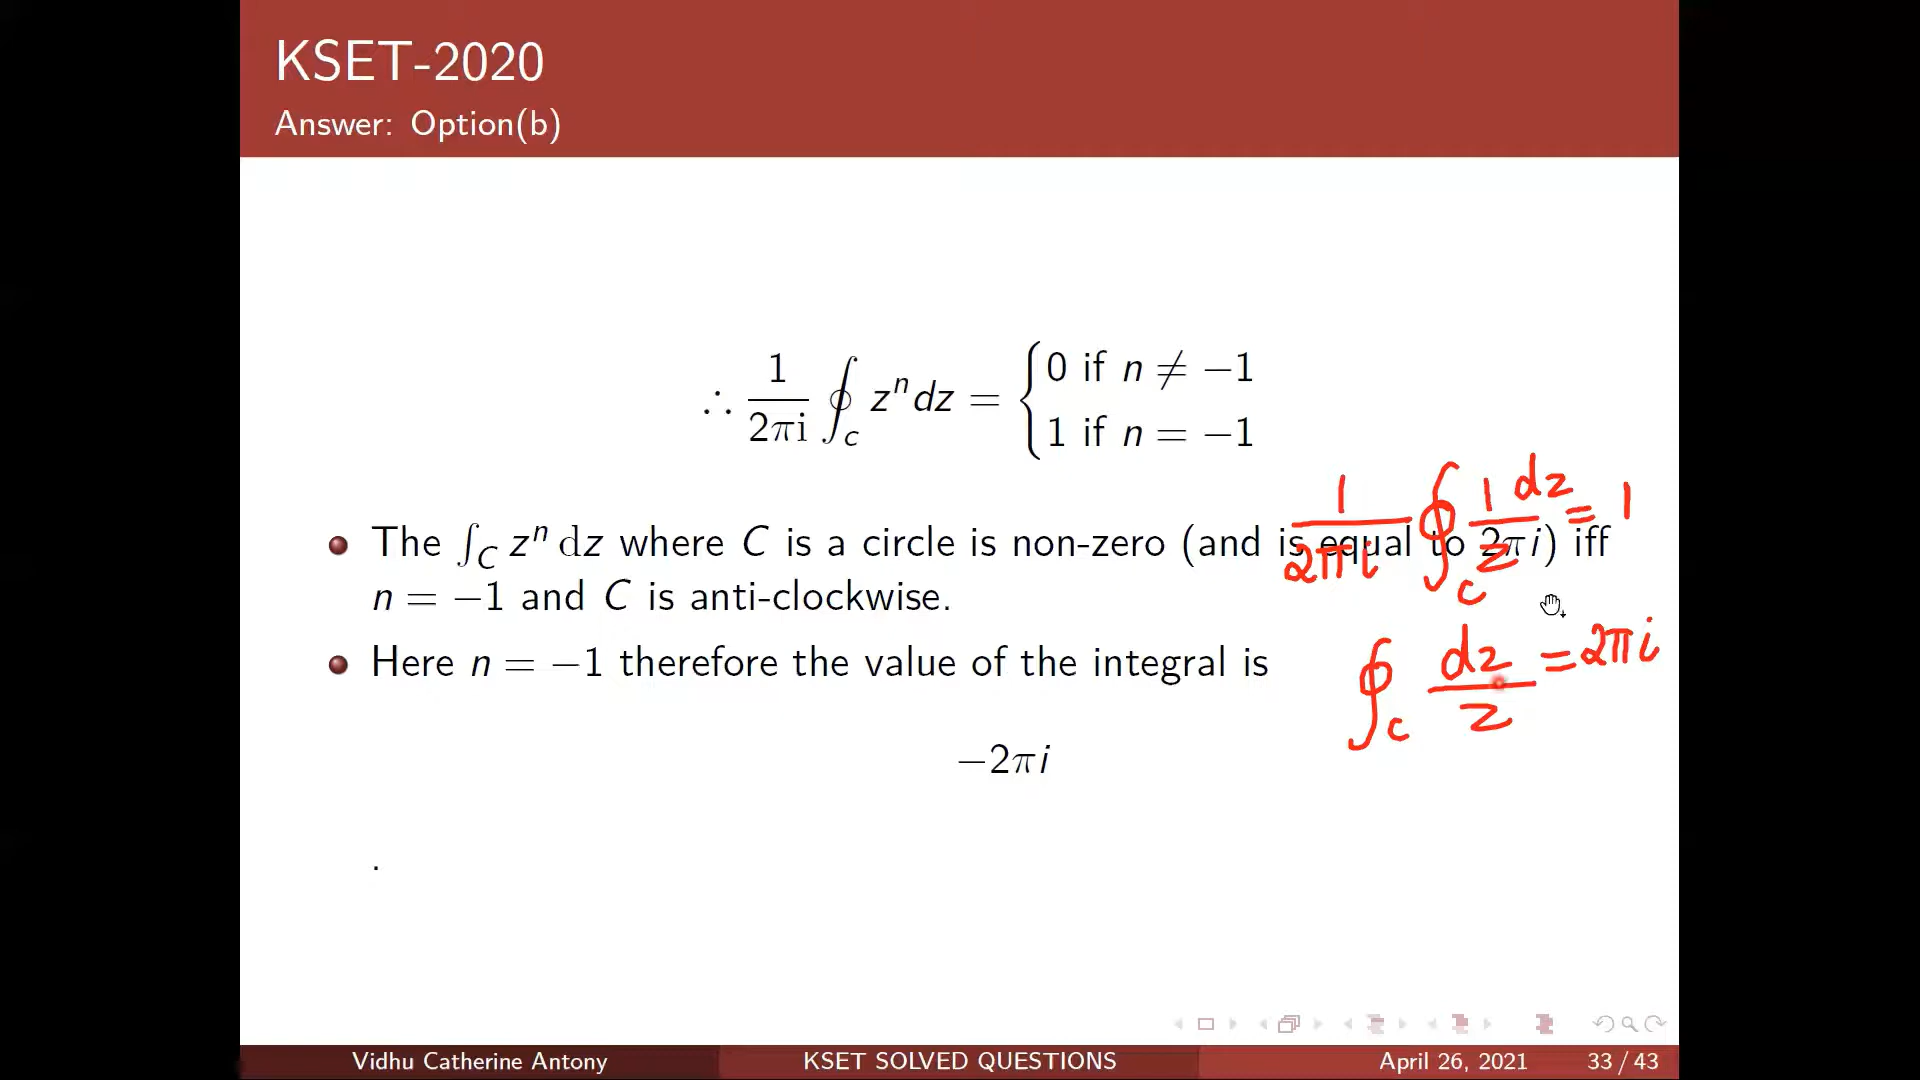 KSET-2020
Answer: Option(b)
∴ 1/2πi ∮_c zⁿ dz = { 0 if n ≠ −1
1 if n = −1
1/2πi ∮_c 1/z dz = 1
The ∫_C zⁿ dz where C is a circle is non-zero (and is equal to 2πi) iff
n = −1 and C is anti-clockwise.
Here n = −1 therefore the value of the integral is
∮_c dz/z = 2πi
−2πi
.
Vidhu Catherine Antony KSET SOLVED QUESTIONS April 26, 2021 33 / 43